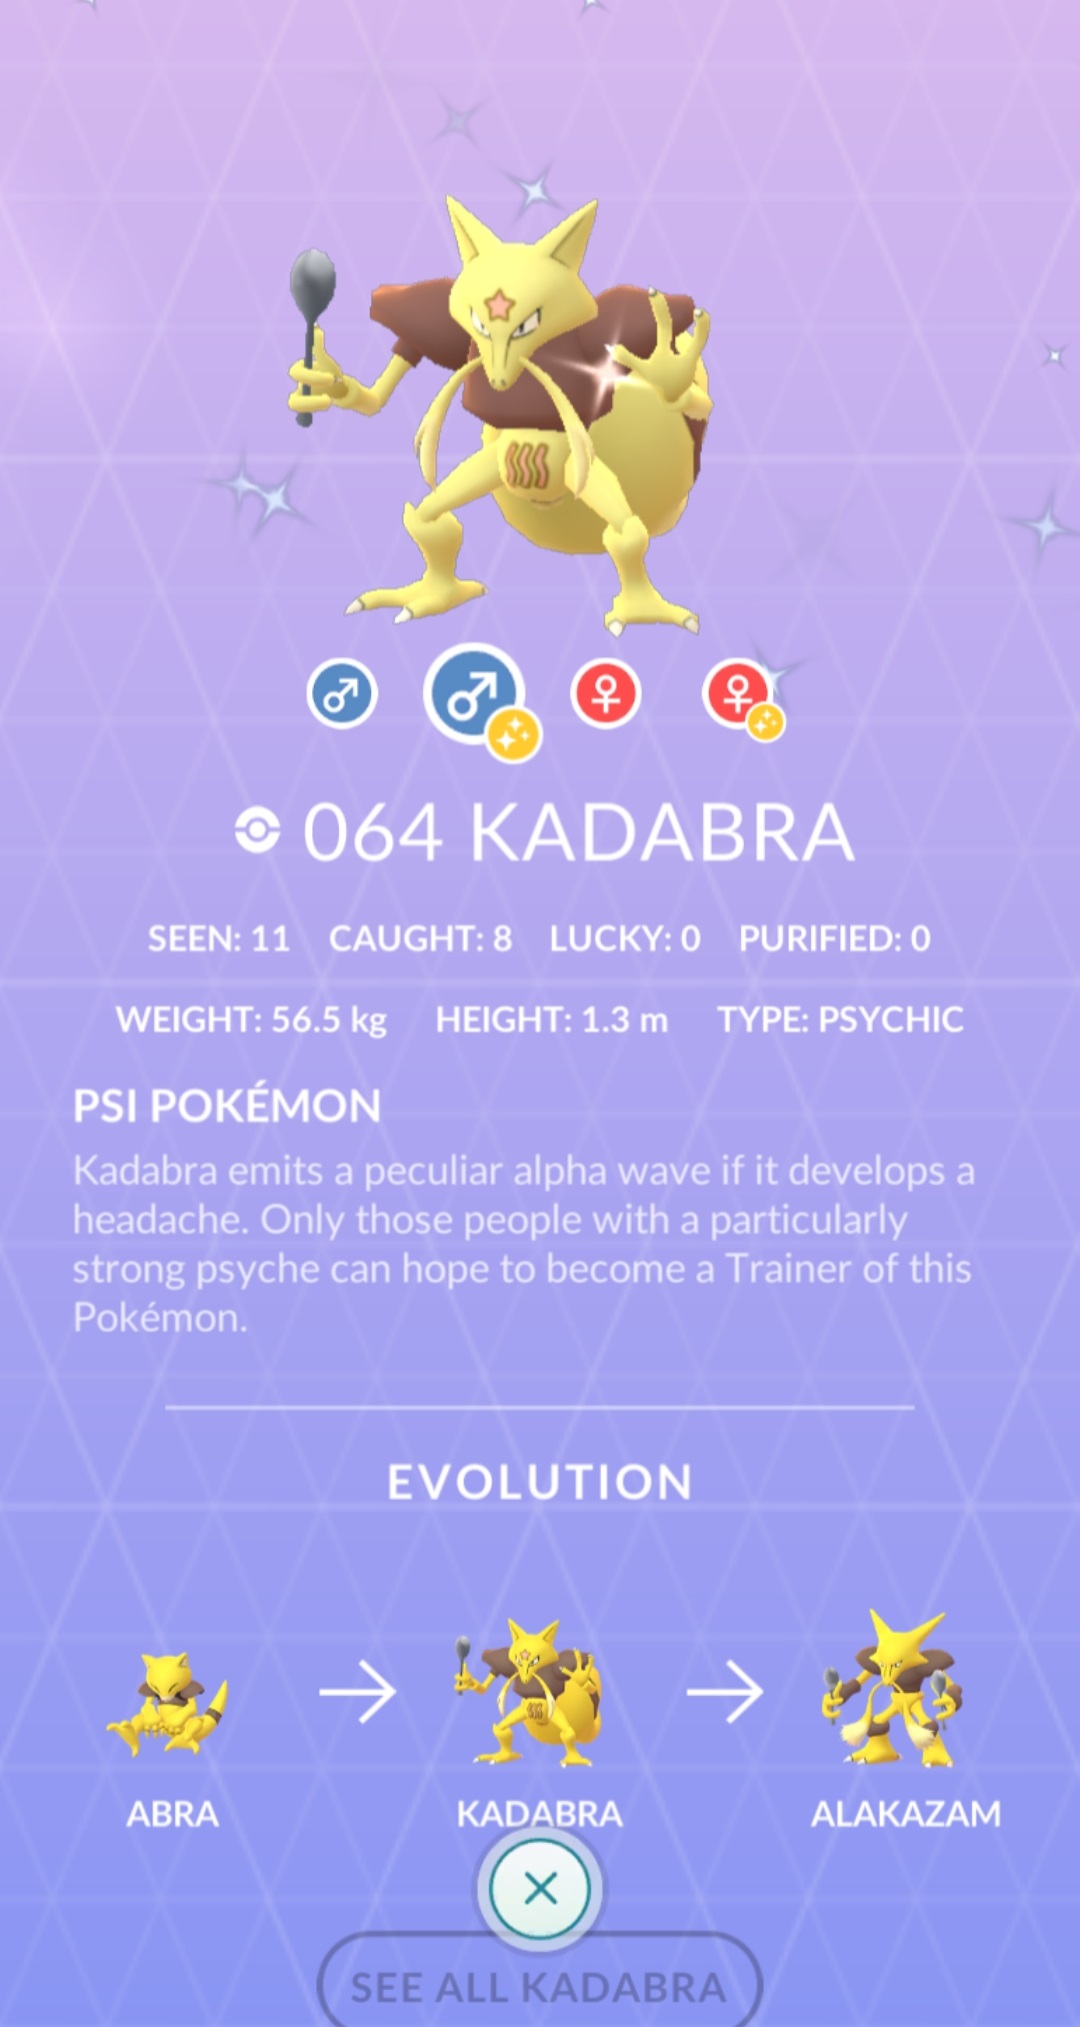 064 KADABRA
SEEN: 11 CAUGHT: 8 LUCKY: 0 PURIFIED: 0
WEIGHT: 56.5 kg HEIGHT: 1.3 m TYPE: PSYCHIC
PSI POKÉMON
Kadabra emits a peculiar alpha wave if it develops a
headache. Only those people with a particularly
strong psyche can hope to become a Trainer of this
Pokémon.
EVOLUTION
ABRA KADABRA ALAKAZAM
SEE ALL KADABRA